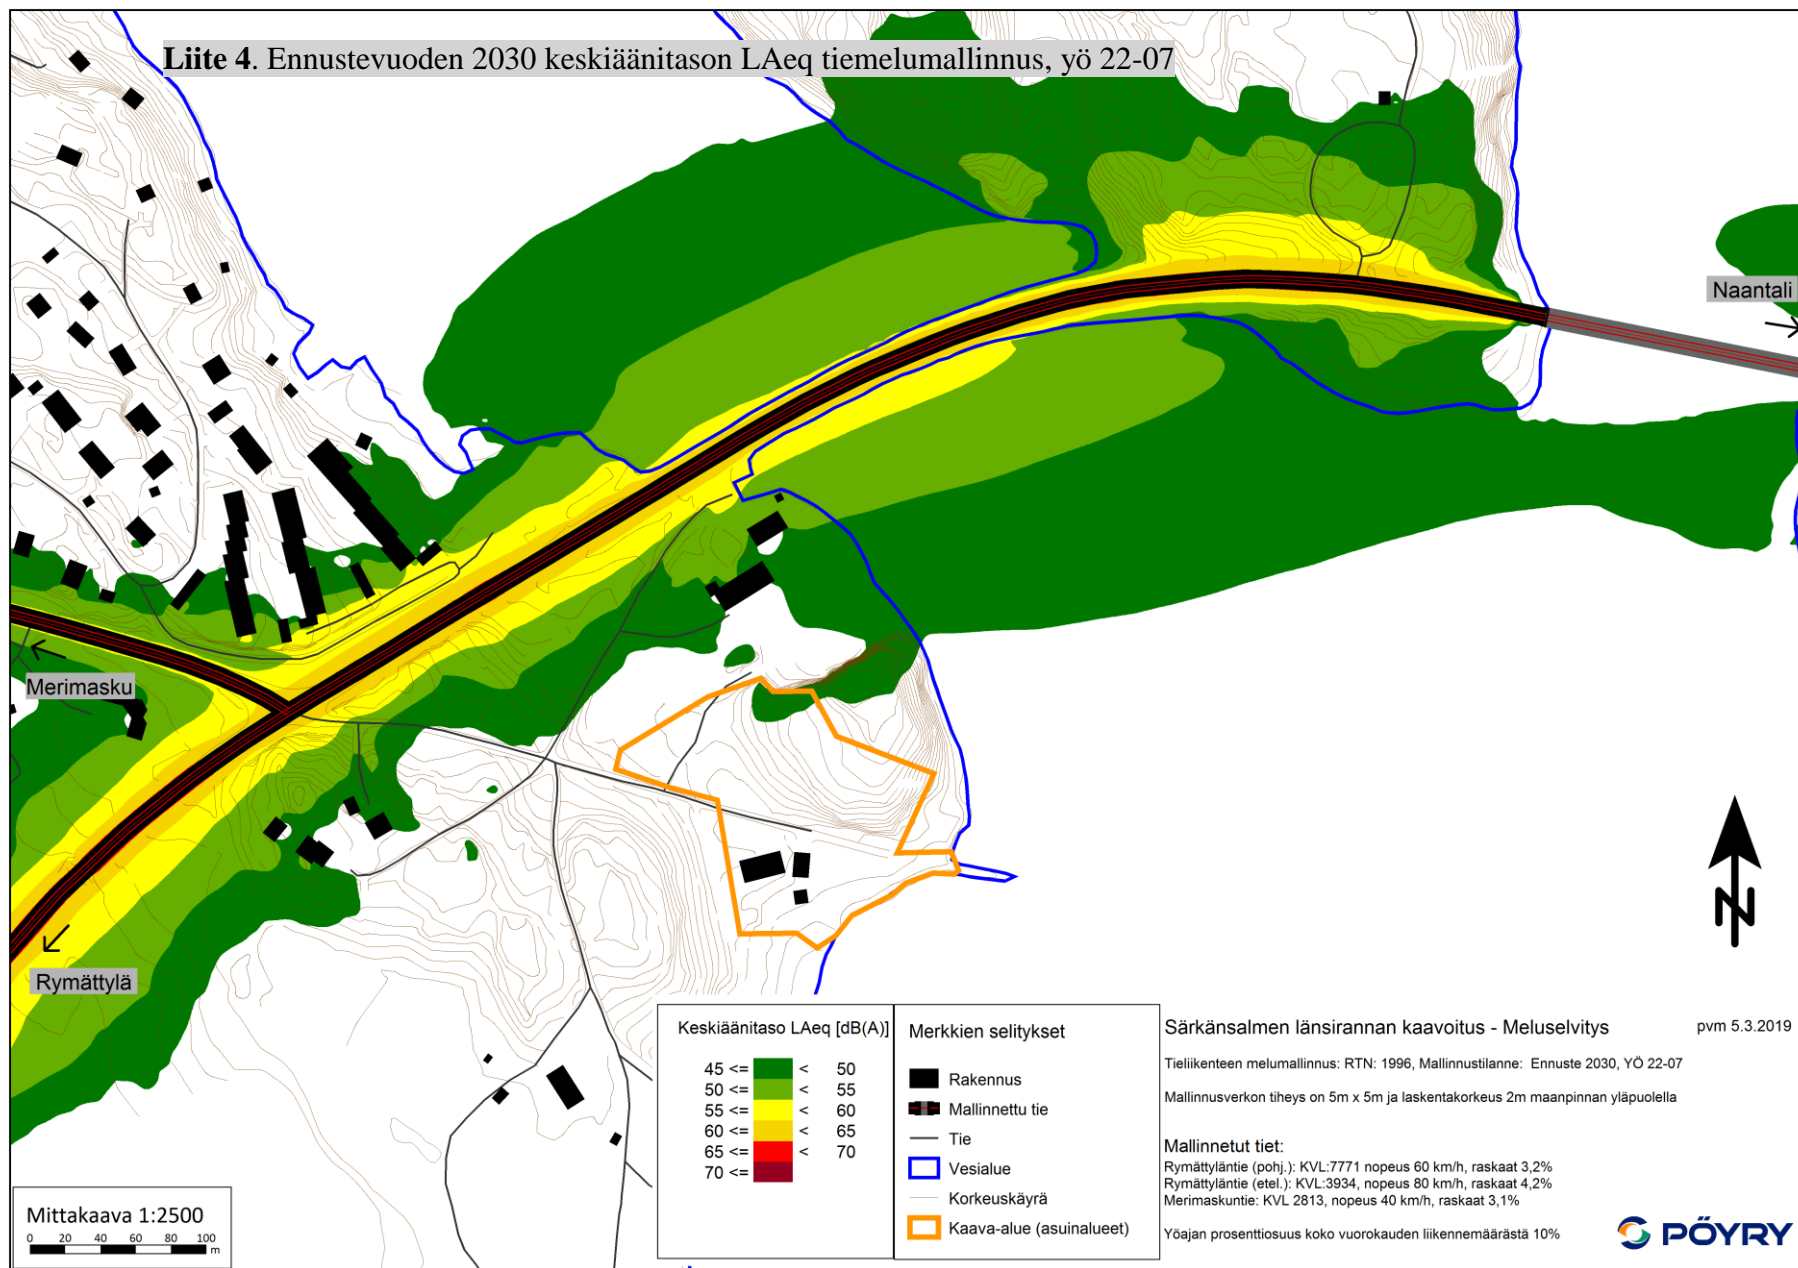 Liite 4. Ennustevuoden 2030 keskiäänitason LAeq tiemelumallinnus, yö 22-07
Naantali
Merimasku
Rymättylä
Mittakaava 1:2500
0 20 40 60 80 100
m
Keskiäänitaso LAeq [dB(A)]
45 <= < 50
50 <= < 55
55 <= < 60
60 <= < 65
65 <= < 70
70 <=
Merkkien selitykset
Rakennus
Mallinnettu tie
Tie
Vesialue
Korkeuskäyrä
Kaava-alue (asuinalueet)
Särkänsalmen länsirannan kaavoitus - Meluselvitys pvm 5.3.2019
Tieliikenteen melumallinnus: RTN: 1996, Mallinnustilanne: Ennuste 2030, YÖ 22-07
Mallinnusverkon tiheys on 5m x 5m ja laskentakorkeus 2m maanpinnan yläpuolella
Mallinnetut tiet:
Rymättyläntie (pohj.): KVL:7771 nopeus 60 km/h, raskaat 3,2%
Rymättyläntie (etel.): KVL:3934, nopeus 80 km/h, raskaat 4,2%
Merimaskuntie: KVL 2813, nopeus 40 km/h, raskaat 3,1%
Yöajan prosenttiosuus koko vuorokauden liikennemäärästä 10%
PÖYRY
N